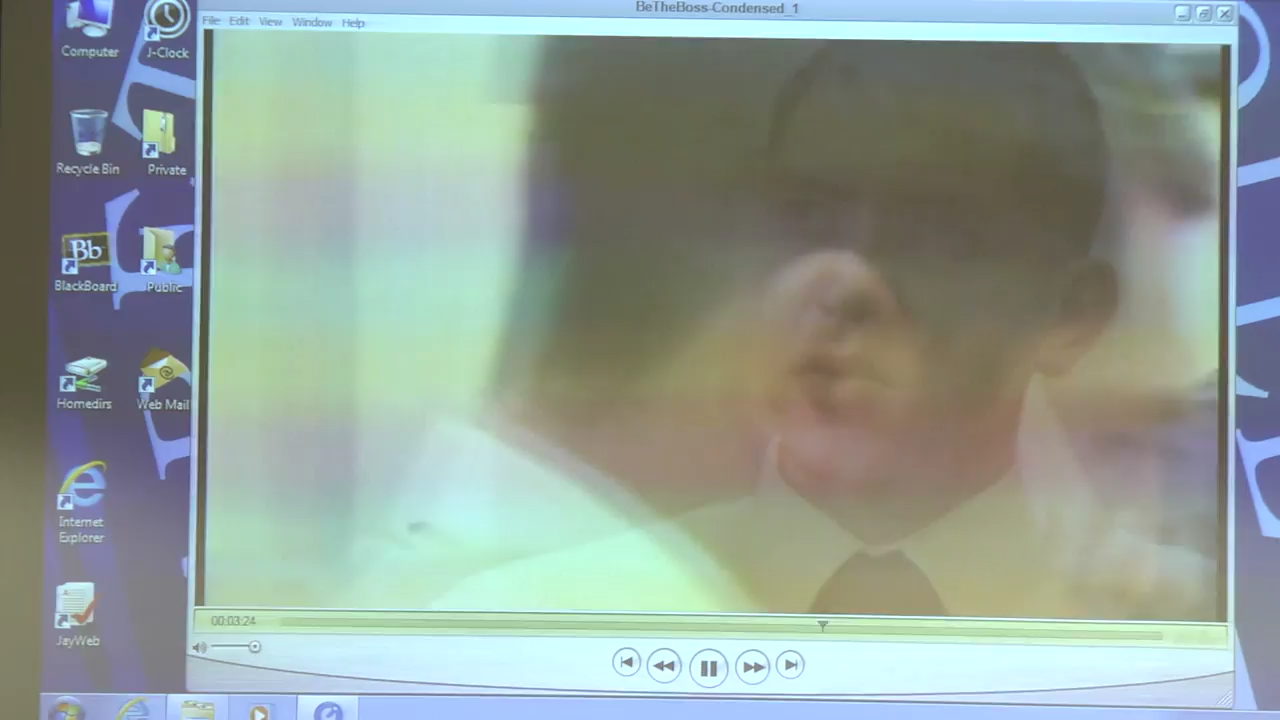 BeTheBoss-Condensed_1
File Edit View Window Help
Computer
J-Clock
Recycle Bin
Private
Bb
BlackBoard
Public
Homedirs
Web Mail
Internet
Explorer
JayWeb
00:03:24